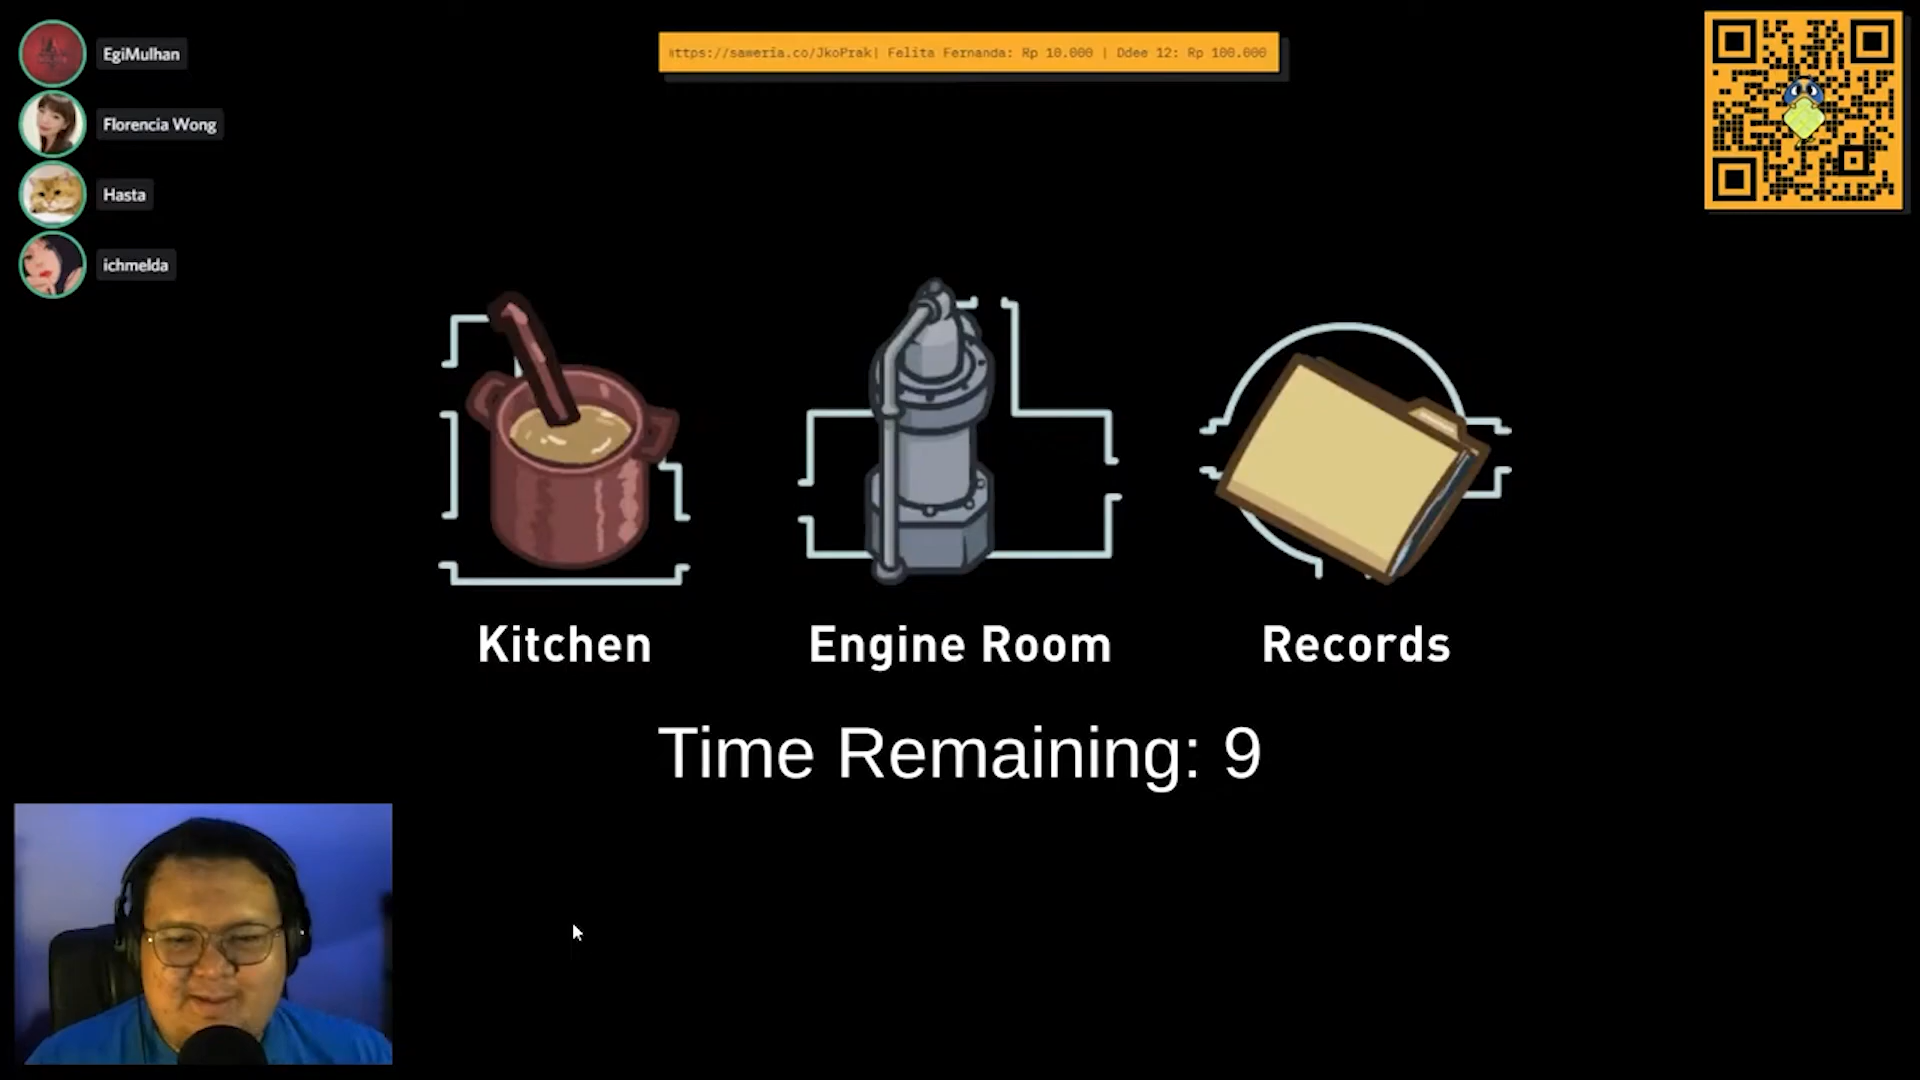 EgiMulhan
Florencia Wong
Hasta
ichmelda
ttps://saweria.co/JkoPrak| Felita Fernanda: Rp 10.000 | Ddee 12: Rp 100.000
Kitchen
Engine Room
Records
Time Remaining: 9